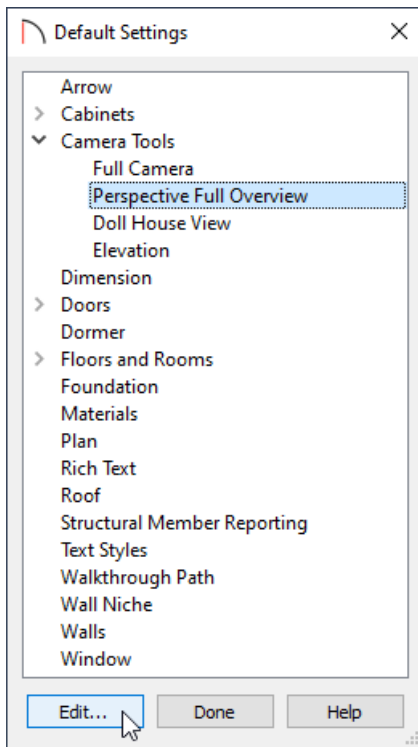 Default Settings
Arrow
Cabinets
Camera Tools
Full Camera
Perspective Full Overview
Doll House View
Elevation
Dimension
Doors
Dormer
Floors and Rooms
Foundation
Materials
Plan
Rich Text
Roof
Structural Member Reporting
Text Styles
Walkthrough Path
Wall Niche
Walls
Window
Edit... Done Help